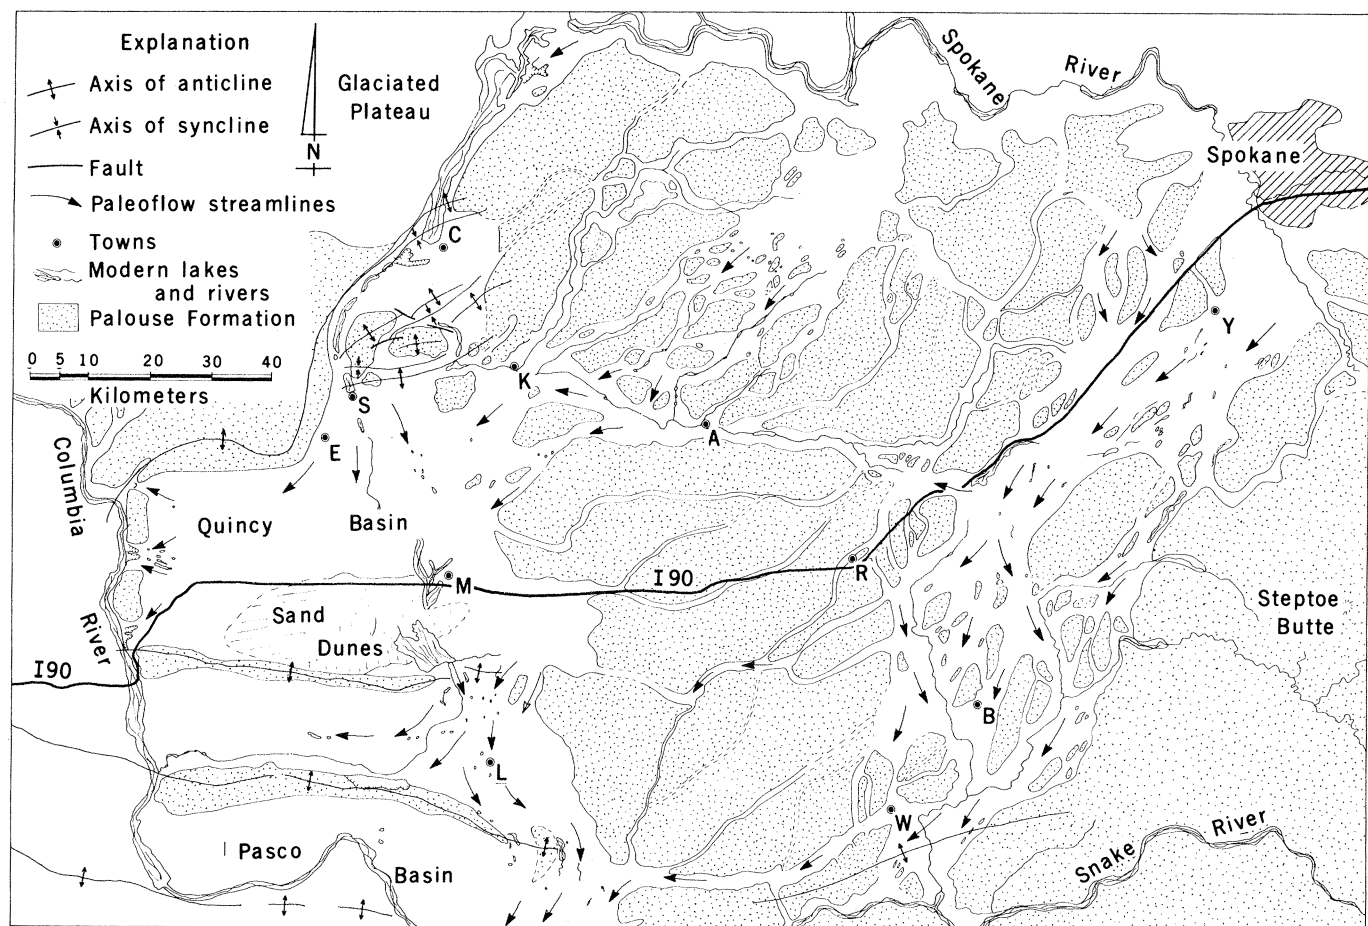 Explanation
Axis of anticline
Axis of syncline
Fault
Paleoflow streamlines
Towns
Modern lakes
and rivers
Palouse Formation
0 5 10 20 30 40
Kilometers
N
Glaciated
Plateau
Spokane
River
Spokane
C
Y
K
S
A
E
Columbia
River
Quincy
Basin
M
I 90
R
Sand
Dunes
Steptoe
Butte
I 90
B
L
W
Pasco
Basin
Snake
River